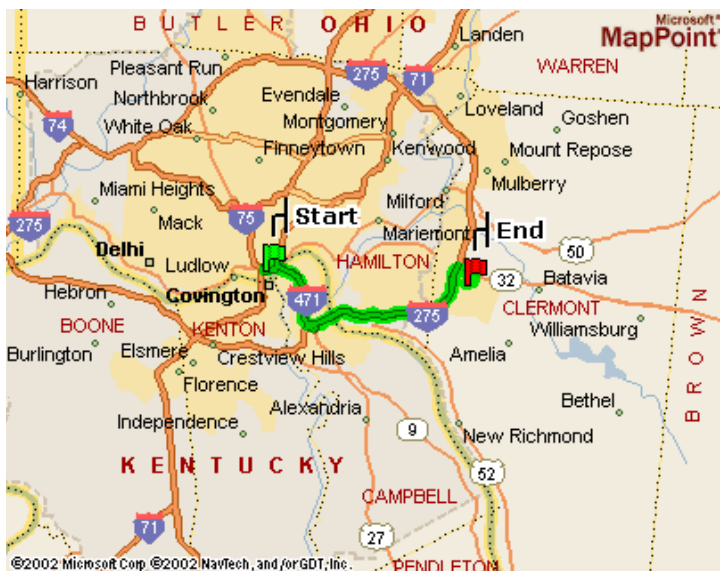 BUTLER OHIO
Microsoft®
MapPoint®
Landen
Pleasant Run
275
71
WARREN
Harrison
Northbrook
Evendale
Loveland
Goshen
74
White Oak
Montgomery
Finneytown
Kenwood
Mount Repose
Mulberry
Miami Heights
Milford
275
Mack
75
Start
Mariemont
End
50
Delhi
Ludlow
HAMILTON
32
Batavia
Hebron
Covington
471
275
CLERMONT
Williamsburg
BOONE
KENTON
Burlington
Elsmere
Crestview Hills
Amelia
BROWN
Florence
Bethel
Independence
Alexandria
9
New Richmond
KENTUCKY
52
CAMPBELL
71
27
©2002 Microsoft Corp ©2002 NavTech, and/or GDT, Inc.
PENDLETON